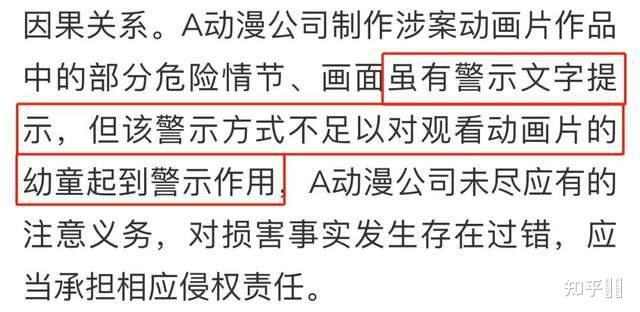 因果关系。A动漫公司制作涉案动画片作品
中的部分危险情节、画面虽有警示文字提
示，但该警示方式不足以对观看动画片的
幼童起到警示作用，A动漫公司未尽应有的
注意义务，对损害事实发生存在过错，应
当承担相应侵权责任。
知乎